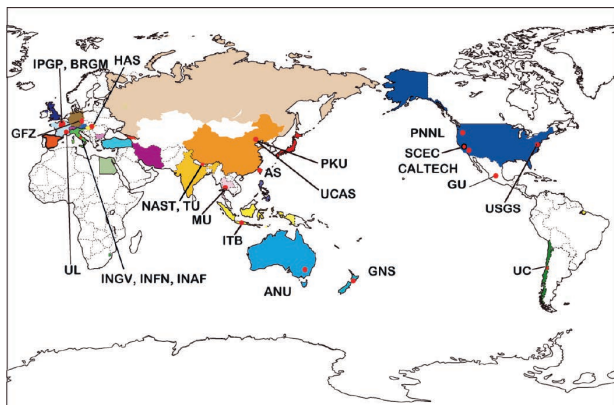 IPGP, BRGM
HAS
GFZ
PNNL
SCEC
CALTECH
GU
USGS
PKU
AS
UCAS
NAST, TU
MU
ITB
UL
INGV, INFN, INAF
ANU
GNS
UC